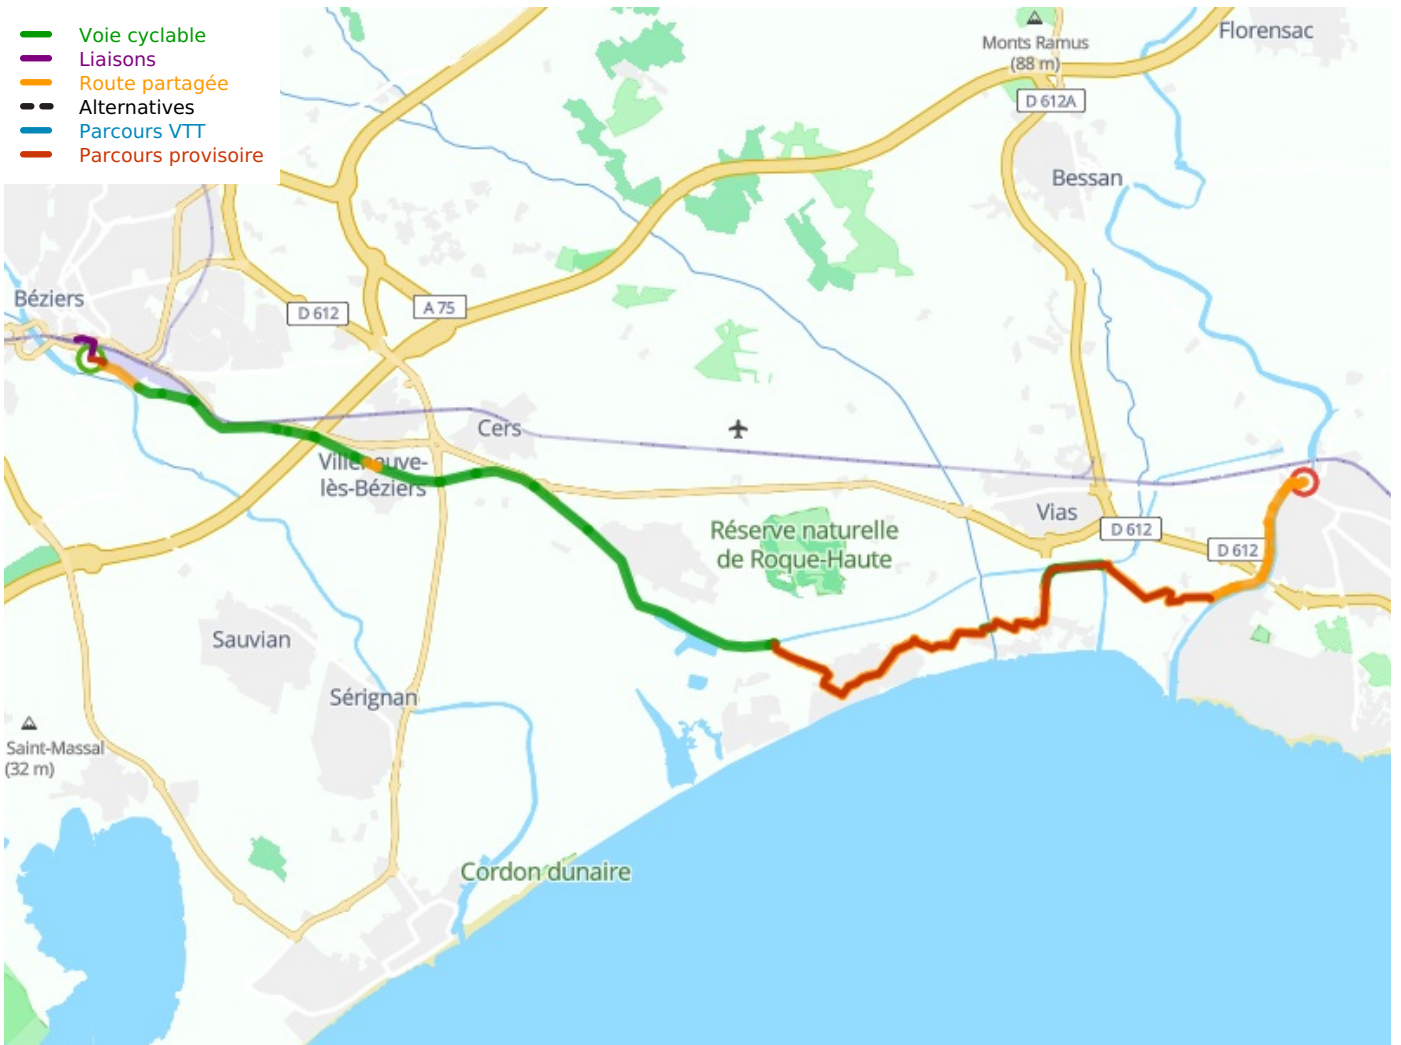 Voie cyclable
Liaisons
Route partagée
Alternatives
Parcours VTT
Parcours provisoire
Florensac
Monts Ramus
(88 m)
D 612A
Bessan
Béziers
D 612
A 75
Cers
Villeneuve-
lès-Béziers
Vias
D 612
D 612
Réserve naturelle
de Roque-Haute
Sauvian
Sérignan
Saint-Massal
(32 m)
Cordon dunaire